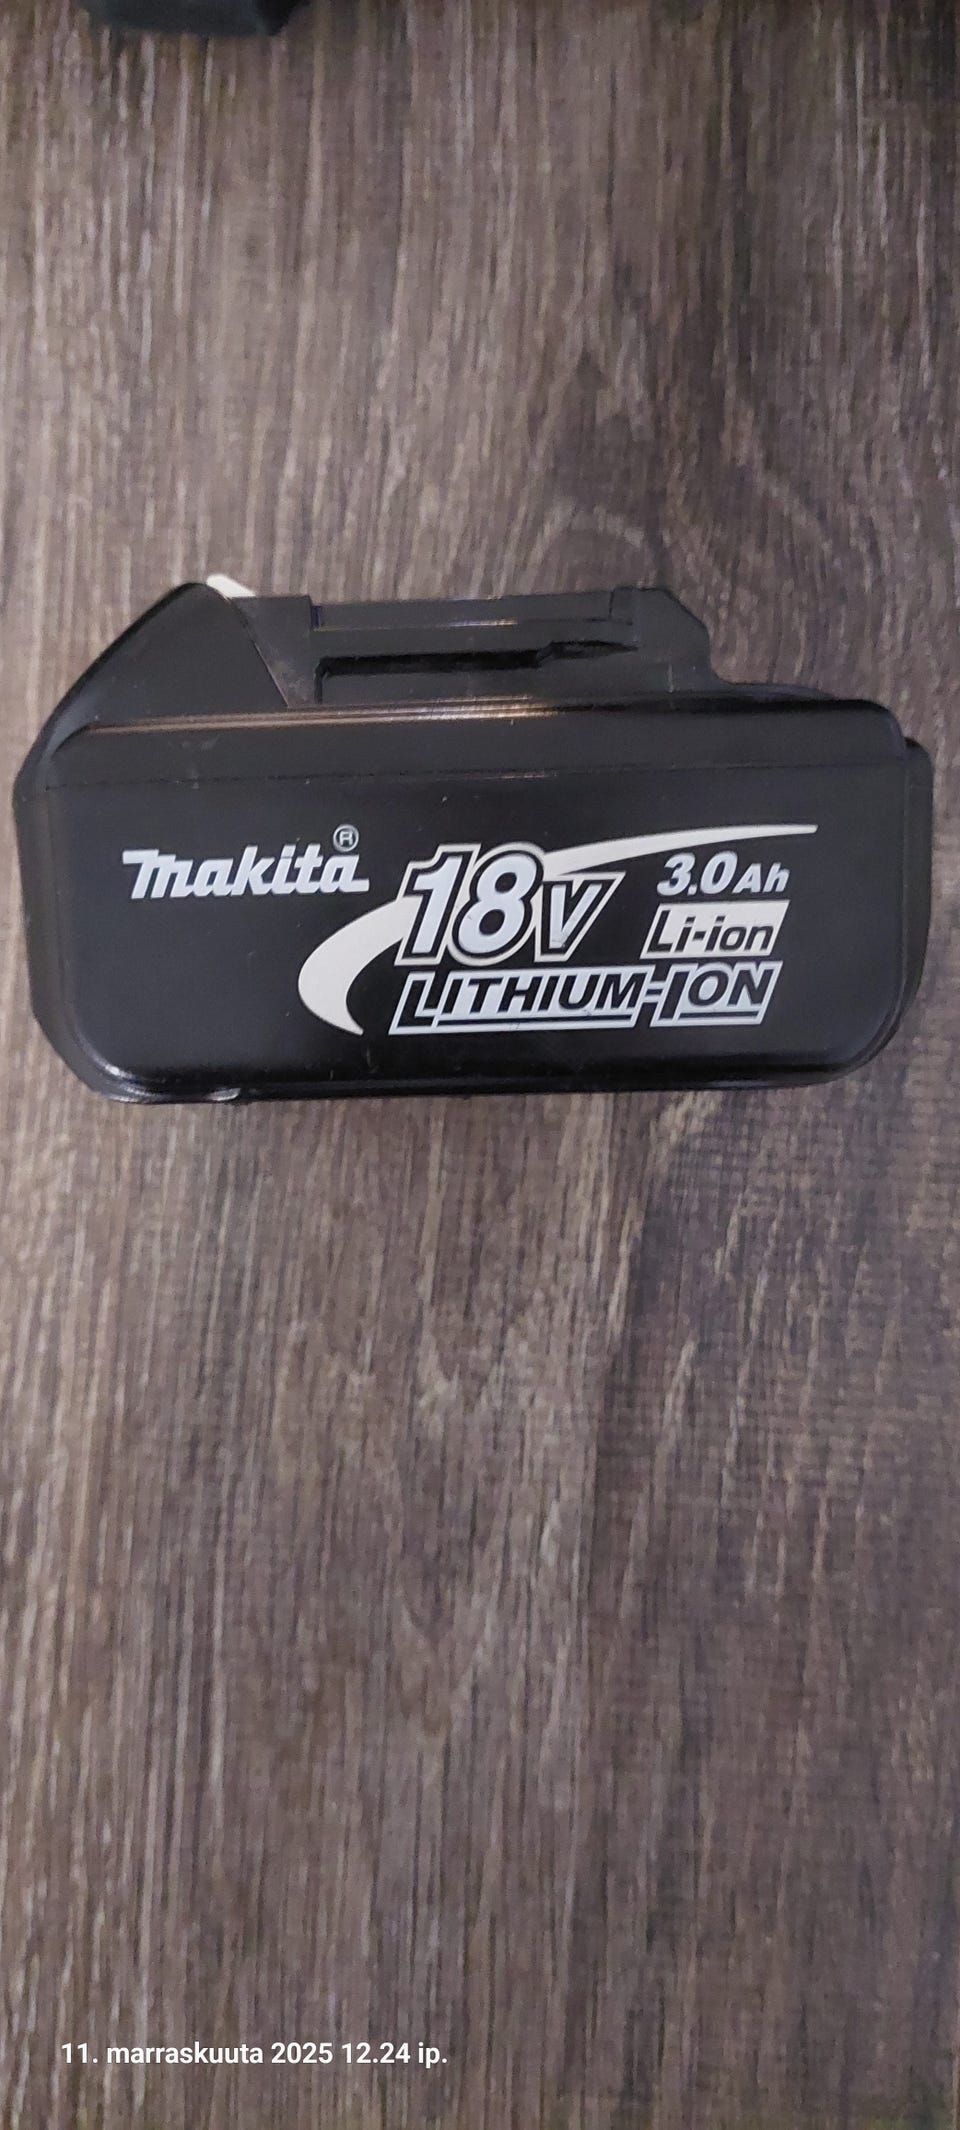 makita®
18V
3.0Ah
Li-ion
LITHIUM-ION
11. marraskuuta 2025 12.24 ip.